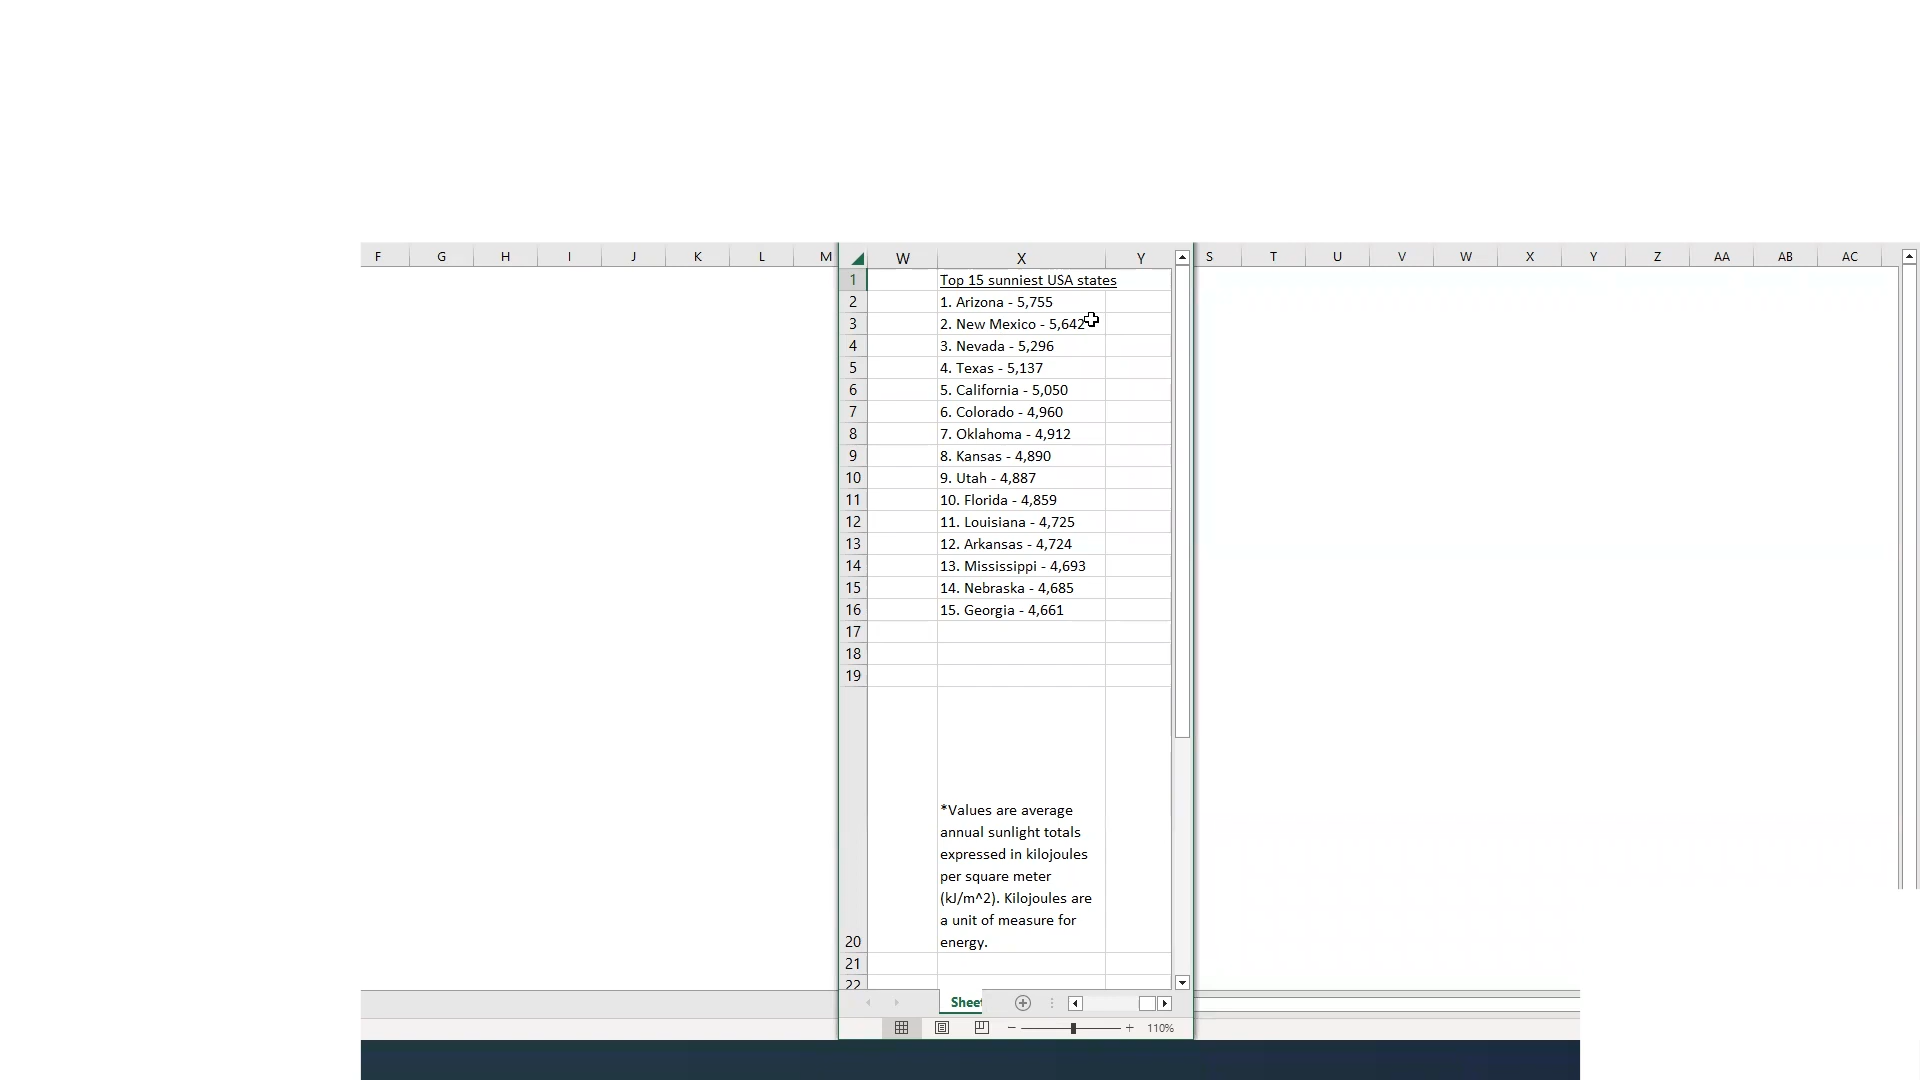 F G H I J K L M W X Y S T U V W X Y Z AA AB AC
1 Top 15 sunniest USA states
2 1. Arizona - 5,755
3 2. New Mexico - 5,642
4 3. Nevada - 5,296
5 4. Texas - 5,137
6 5. California - 5,050
7 6. Colorado - 4,960
8 7. Oklahoma - 4,912
9 8. Kansas - 4,890
10 9. Utah - 4,887
11 10. Florida - 4,859
12 11. Louisiana - 4,725
13 12. Arkansas - 4,724
14 13. Mississippi - 4,693
15 14. Nebraska - 4,685
16 15. Georgia - 4,661
17
18
19
*Values are average
annual sunlight totals
expressed in kilojoules
per square meter
(kJ/m^2). Kilojoules are
a unit of measure for
20 energy.
21
22
Sheet
110%